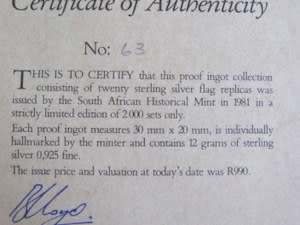 Certificate of Authenticity
No: 63
THIS IS TO CERTIFY that this proof ingot collection
consisting of twenty sterling silver flag replicas was
issued by the South African Historical Mint in 1981 in a
strictly limited edition of 2 000 sets only.
Each proof ingot measures 30 mm x 20 mm, is individually
hallmarked by the minter and contains 12 grams of sterling
silver 0,925 fine.
The issue price and valuation at today's date was R990.